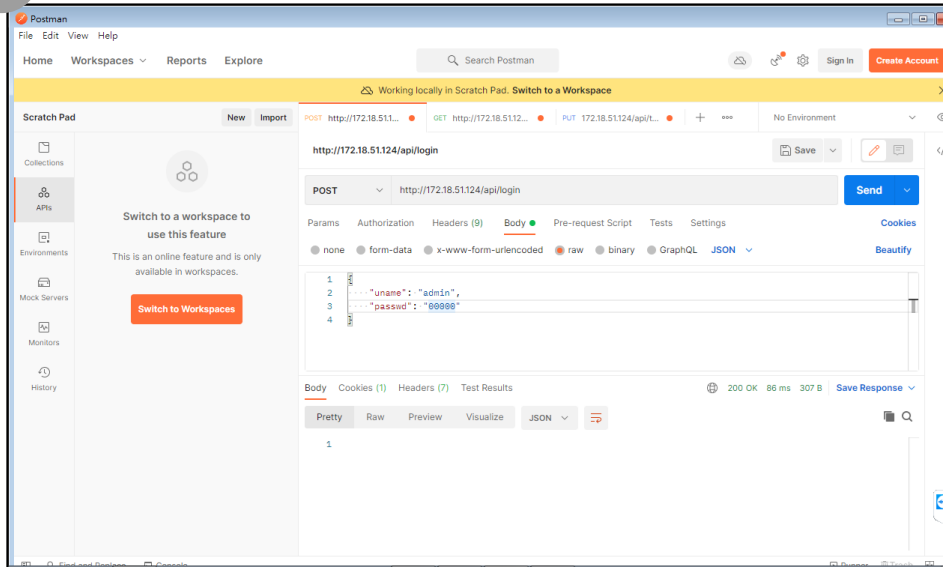 Postman
File Edit View Help
Home Workspaces Reports Explore Search Postman Sign In Create Account
Working locally in Scratch Pad. Switch to a Workspace
Scratch Pad New Import POST http://172.18.51.1... GET http://172.18.51.12... PUT 172.18.51.124/api/t... No Environment
http://172.18.51.124/api/login Save
Collections
POST http://172.18.51.124/api/login Send
APIs
Switch to a workspace to
use this feature
Params Authorization Headers (9) Body Pre-request Script Tests Settings Cookies
Environments
This is an online feature and is only
available in workspaces.
none form-data x-www-form-urlencoded raw binary GraphQL JSON Beautify
Mock Servers
Switch to Workspaces
1 {
2 "uname": "admin",
3 "passwd": "00000"
4 }
Monitors
History
Body Cookies (1) Headers (7) Test Results 200 OK 86 ms 307 B Save Response
Pretty Raw Preview Visualize JSON
1
Find and Replace Console Runner Trash